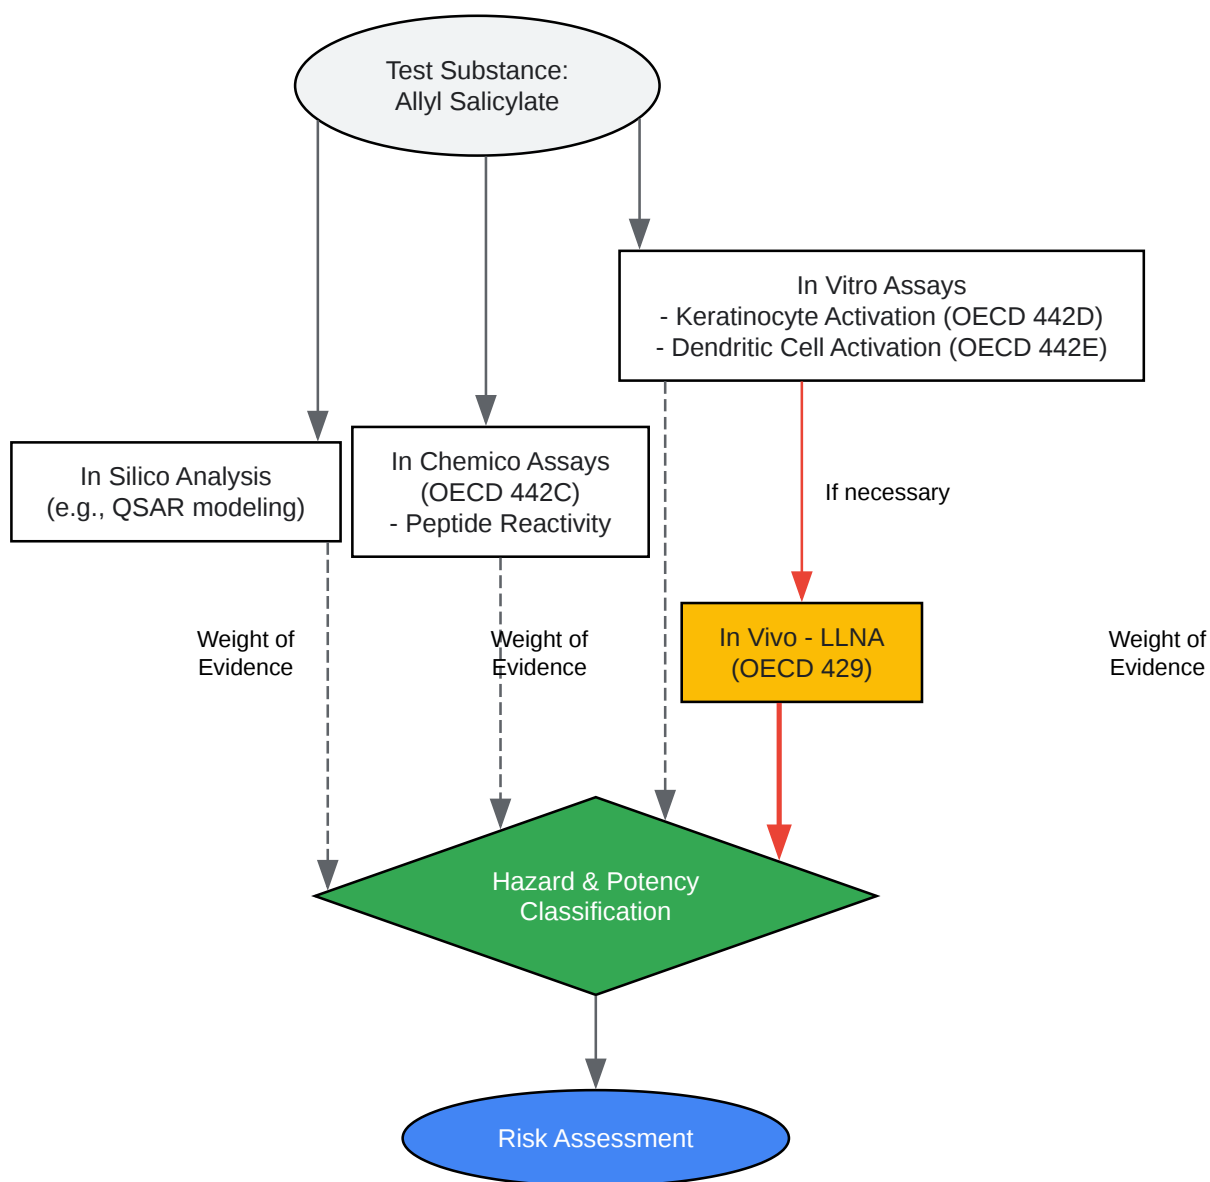 Test Substance:
Allyl Salicylate
In Vitro Assays
- Keratinocyte Activation (OECD 442D)
- Dendritic Cell Activation (OECD 442E)
In Silico Analysis
(e.g., QSAR modeling)
In Chemico Assays
(OECD 442C)
- Peptide Reactivity
If necessary
Weight of
Evidence
Weight of
Evidence
In Vivo - LLNA
(OECD 429)
Weight of
Evidence
Hazard & Potency
Classification
Risk Assessment